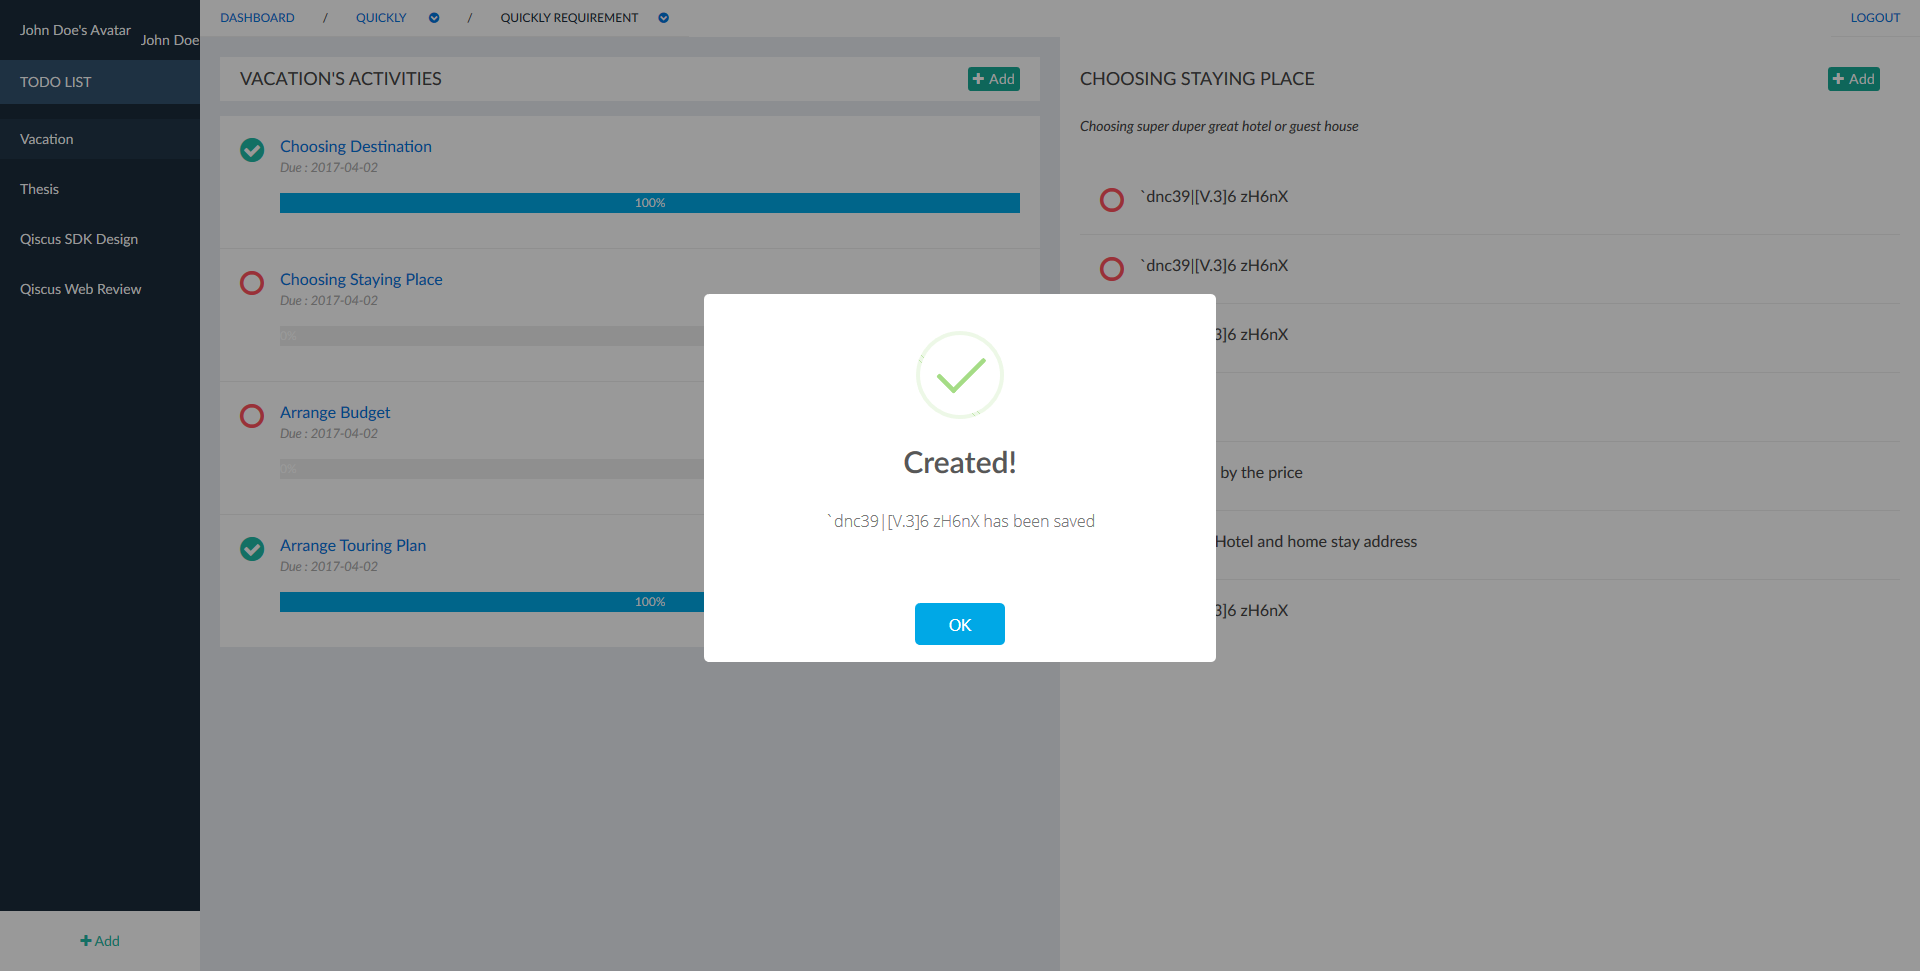 John Doe's Avatar
John Doe
TODO LIST
Vacation
Thesis
Qiscus SDK Design
Qiscus Web Review
+ Add
DASHBOARD / QUICKLY / QUICKLY REQUIREMENT
LOGOUT
VACATION'S ACTIVITIES
+ Add
Choosing Destination
Due : 2017-04-02
100%
Choosing Staying Place
Due : 2017-04-02
0%
Arrange Budget
Due : 2017-04-02
0%
Arrange Touring Plan
Due : 2017-04-02
100%
CHOOSING STAYING PLACE
+ Add
Choosing super duper great hotel or guest house
`dnc39|[V.3]6 zH6nX
`dnc39|[V.3]6 zH6nX
3]6 zH6nX
by the price
Hotel and home stay address
3]6 zH6nX
Created!
`dnc39|[V.3]6 zH6nX has been saved
OK